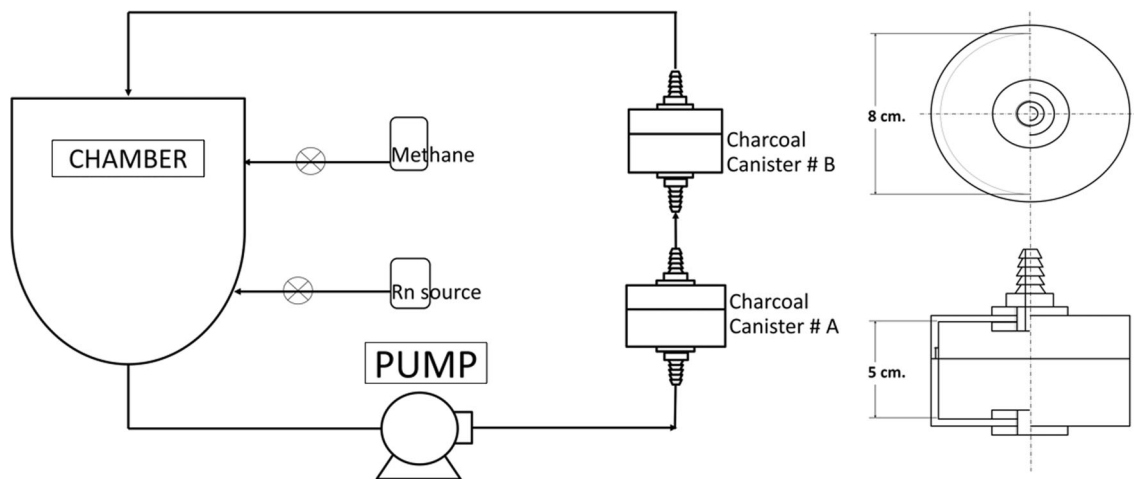 CHAMBER
Methane
Rn source
PUMP
Charcoal
Canister # B
Charcoal
Canister # A
8 cm.
5 cm.